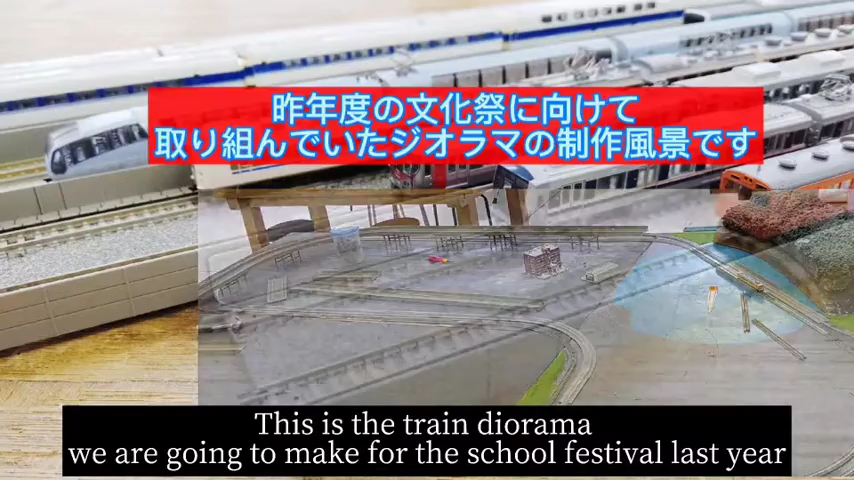 昨年度の文化祭に向けて
取り組んでいたジオラマの制作風景です
This is the train diorama
we are going to make for the school festival last year